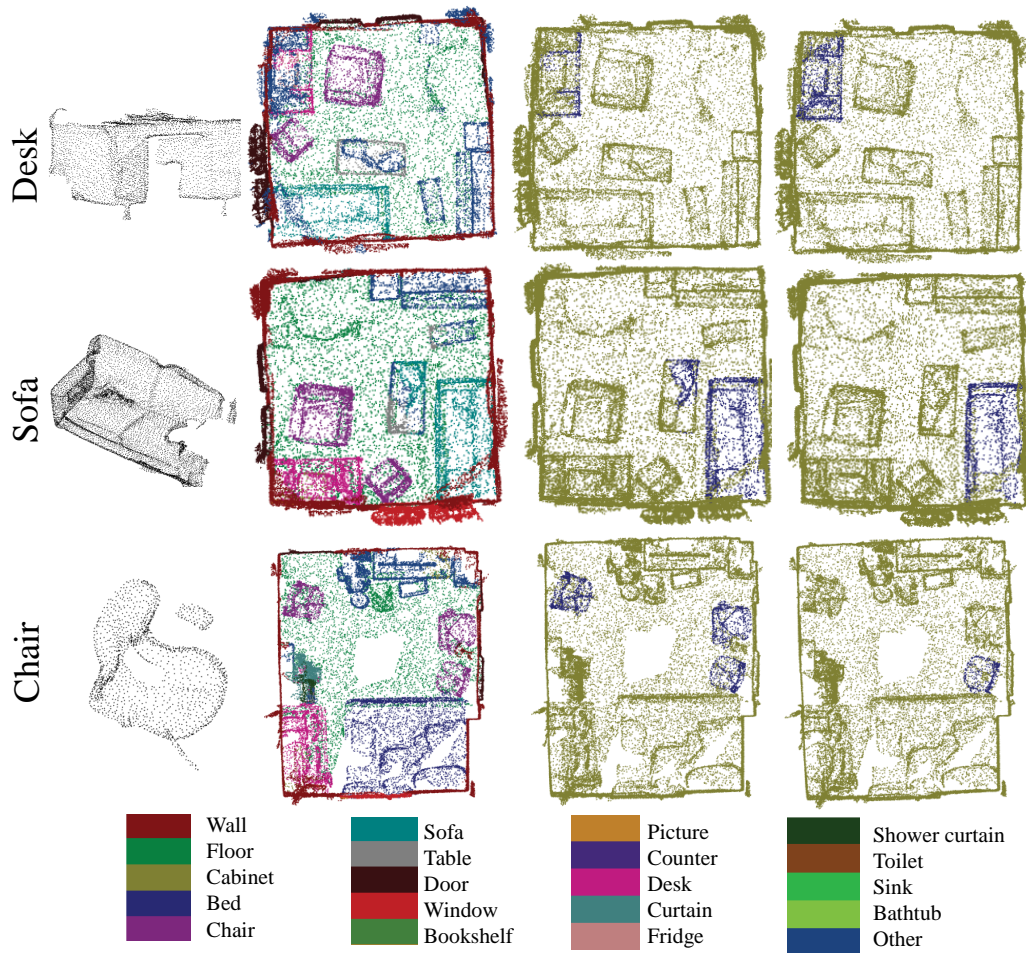 Desk
Sofa
Chair
Wall
Floor
Cabinet
Bed
Chair
Sofa
Table
Door
Window
Bookshelf
Picture
Counter
Desk
Curtain
Fridge
Shower curtain
Toilet
Sink
Bathtub
Other